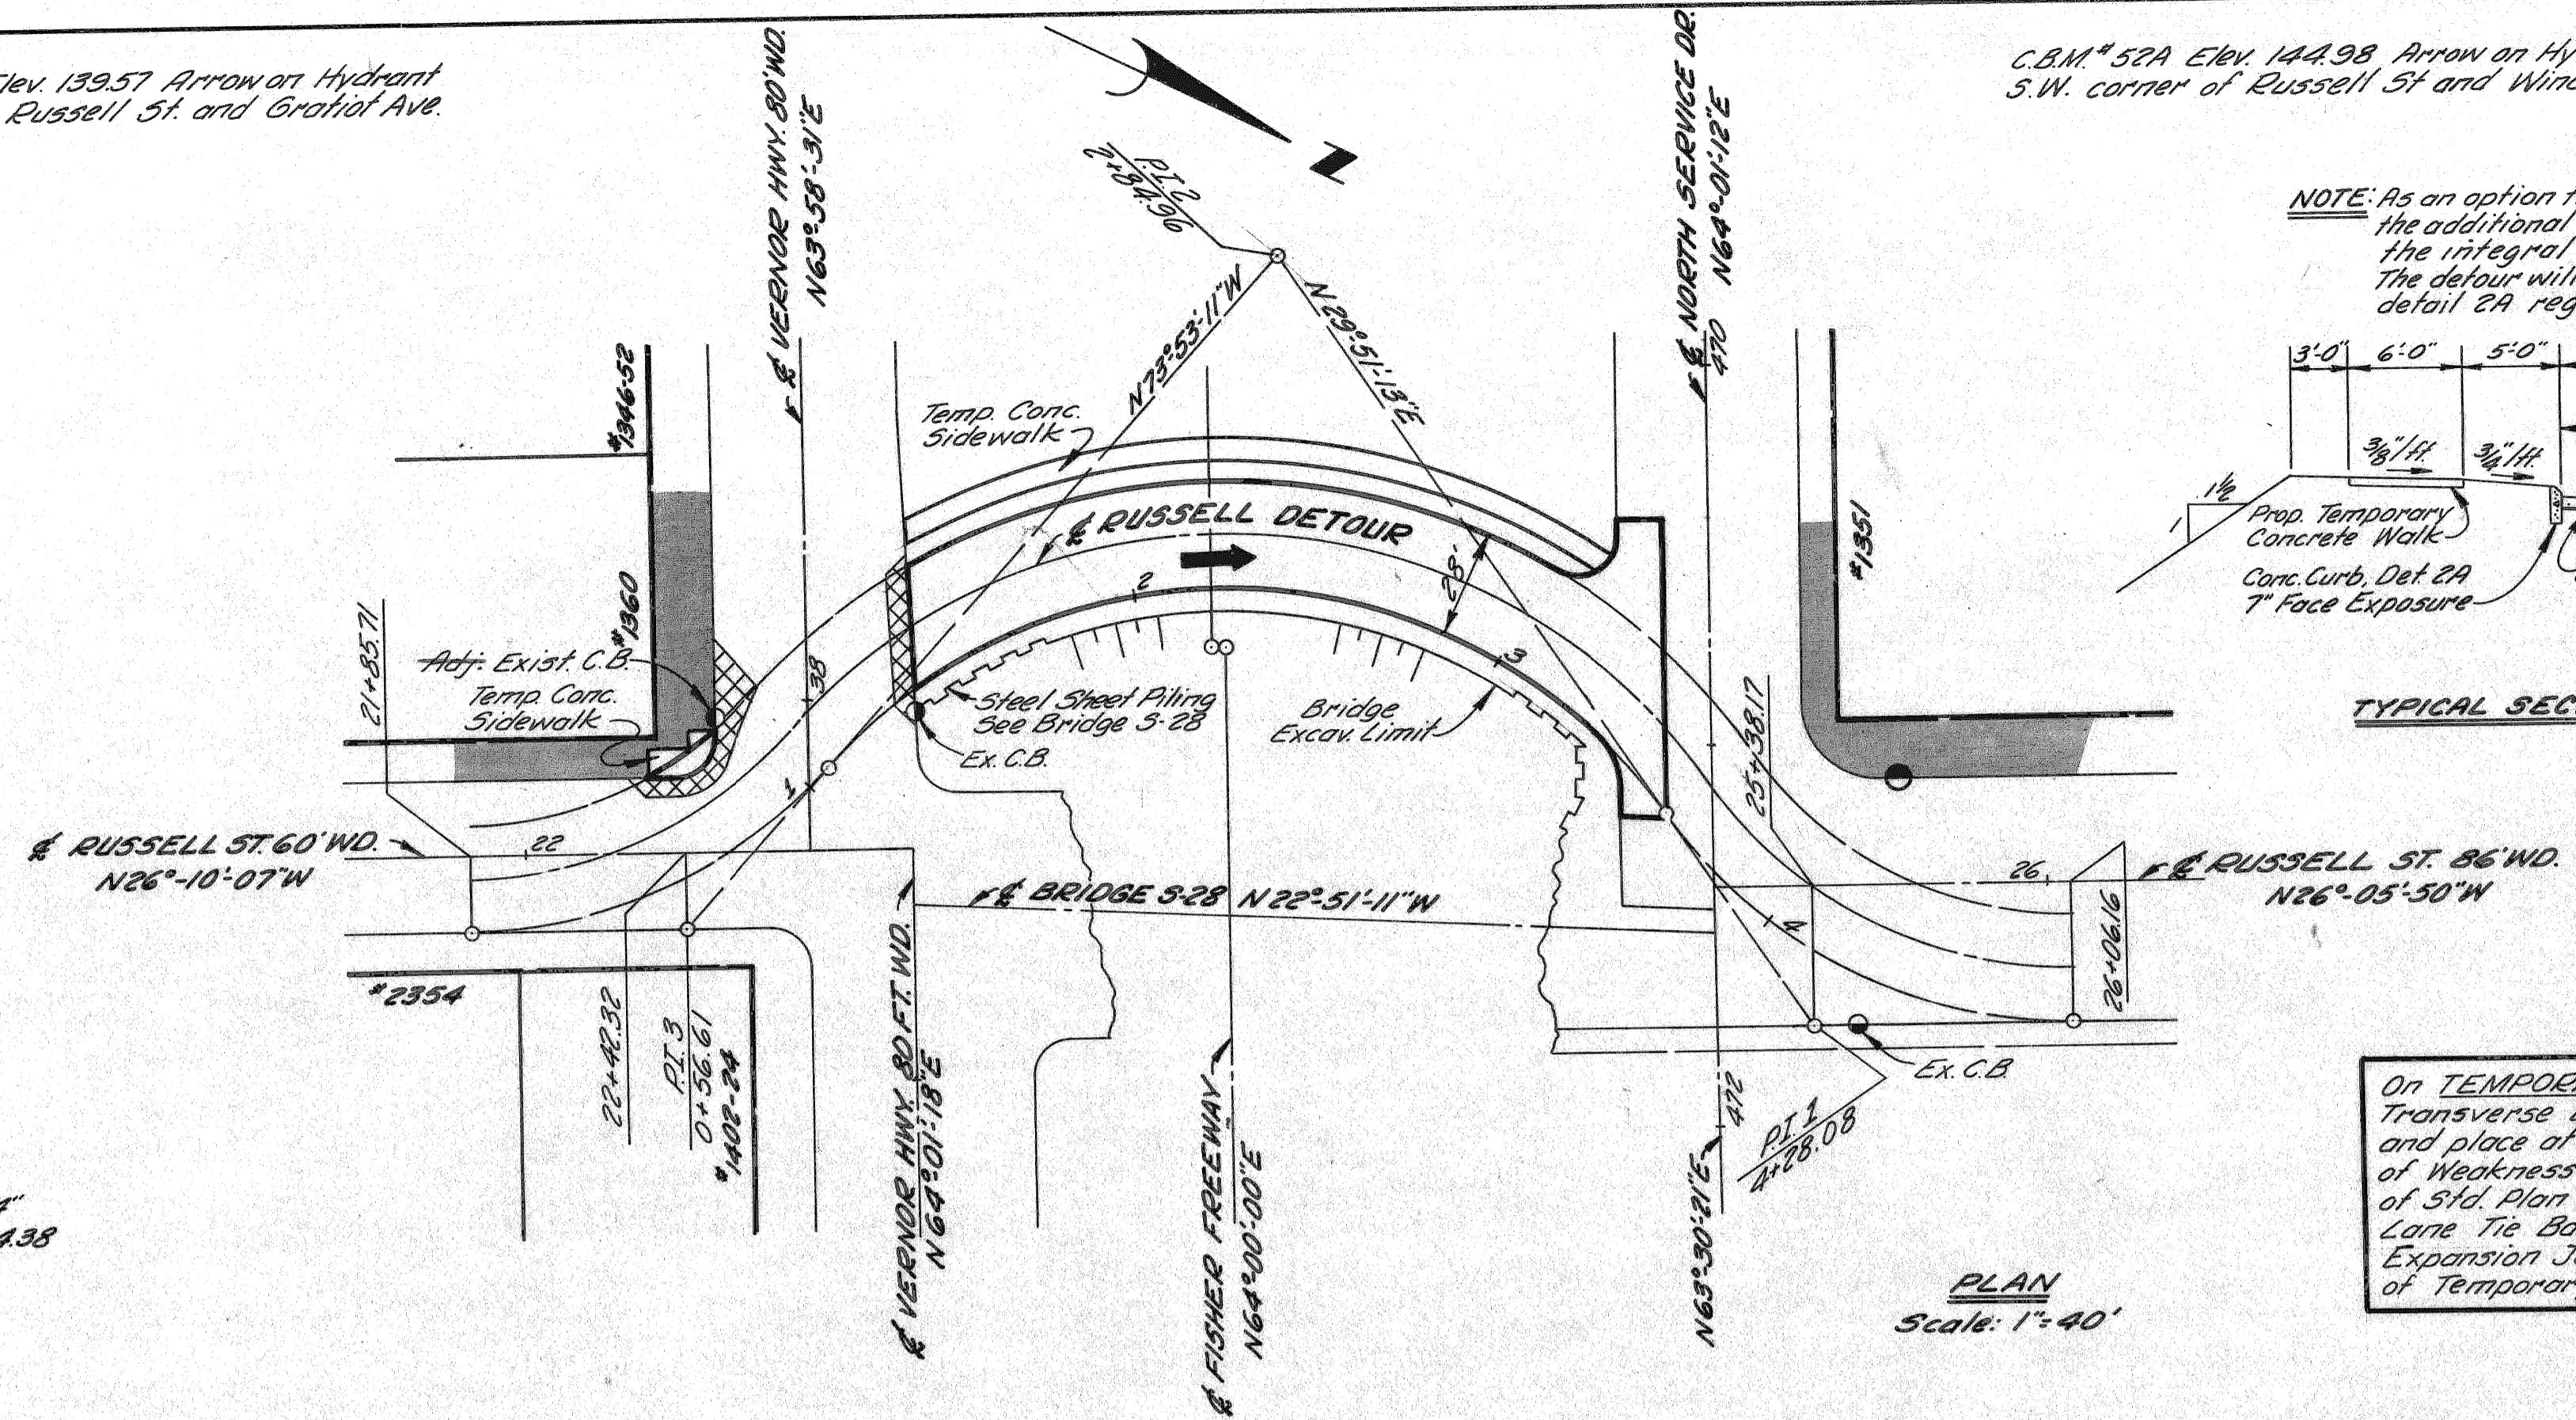 Elev. 139.57 Arrow on Hydrant
Russell St. and Gratiot Ave.
C.B.M. #52A Elev. 144.98 Arrow on Hy
S.W. corner of Russell St and
NOTE: As an option
the additional
the integral
The detour will
detail 2A
℄ VERNOR HWY. 80' WD.
N63°-58'-31"E
Z
2+48.96
P.I. 2
℄ NORTH SERVICE DR.
N64°-01'-12"E
470
N73°-53'-11"W
N29°-51'-13"E
3'-0" 6'-0" 5'-0"
3/8"/ft. 3/4"/ft.
1 1/2
1
Prop. Temporary
Concrete Walk
Conc. Curb, Det. 2A
7" Face Exposure
TYPICAL
#1346-52
#1360
Temp. Conc.
Sidewalk
℄ RUSSELL DETOUR
28'
#1351
21+85.71
Adj. Exist. C.B.
Temp. Conc.
Sidewalk
38
1
2
3
4
Steel Sheet Piling
See Bridge S-28
Ex. C.B.
Bridge
Excav. Limit
25+38.17
℄ RUSSELL ST. 60' WD.
N26°-10'-07"W
22
℄ BRIDGE S-28 N 22°-51'-11"W
26
℄ RUSSELL ST. 86' WD.
N26°-05'-50"W
26+06.16
#2354
22+42.32
P.I. 3
0+56.61
#1402-24
℄ VERNOR HWY. 80 FT. WD.
N64°-01'-18"E
℄ FISHER FREEWAY
N64°-00'-00"E
N63°-30'-21"E
472
P.I. 1
4+28.08
Ex. C.B.
4.38
PLAN
Scale: 1"=40'
On
Transverse
and place at
of Weakness
of Std. Plan
Lane Tie
Expansion
of